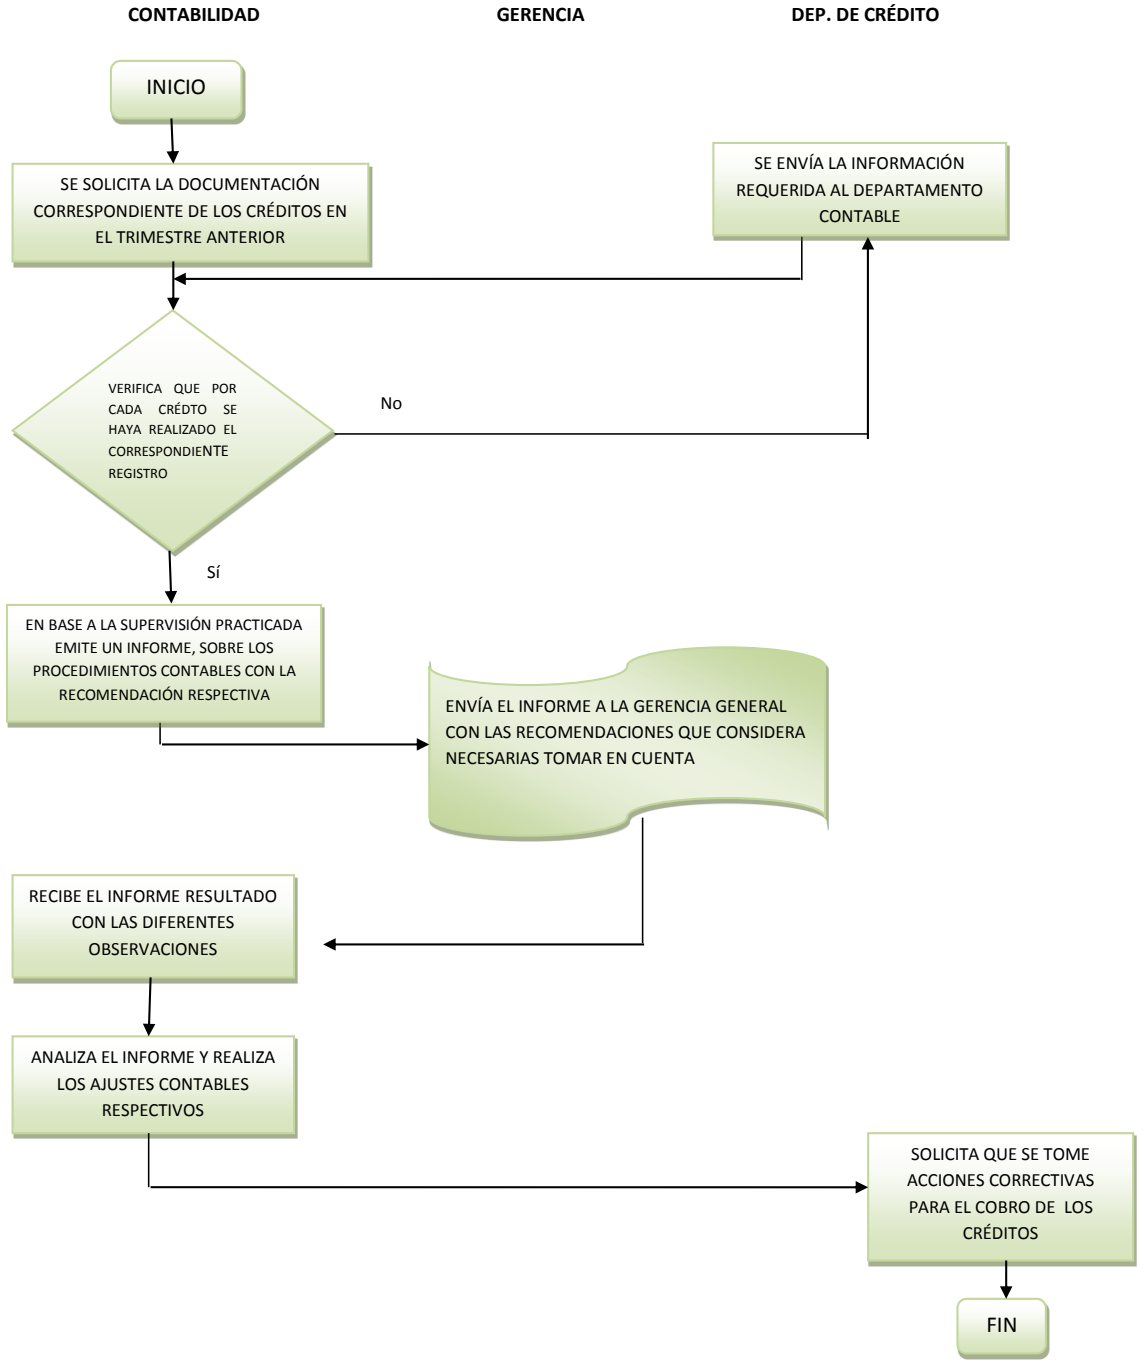 CONTABILIDAD GERENCIA DEP. DE CRÉDITO
INICIO
SE SOLICITA LA DOCUMENTACIÓN
CORRESPONDIENTE DE LOS CRÉDITOS EN
EL TRIMESTRE ANTERIOR
SE ENVÍA LA INFORMACIÓN
REQUERIDA AL DEPARTAMENTO
CONTABLE
VERIFICA QUE POR
CADA CRÉDTO SE
HAYA REALIZADO EL
CORRESPONDIENTE
REGISTRO
No
Sí
EN BASE A LA SUPERVISIÓN PRACTICADA
EMITE UN INFORME, SOBRE LOS
PROCEDIMIENTOS CONTABLES CON LA
RECOMENDACIÓN RESPECTIVA
ENVÍA EL INFORME A LA GERENCIA GENERAL
CON LAS RECOMENDACIONES QUE CONSIDERA
NECESARIAS TOMAR EN CUENTA
RECIBE EL INFORME RESULTADO
CON LAS DIFERENTES
OBSERVACIONES
ANALIZA EL INFORME Y REALIZA
LOS AJUSTES CONTABLES
RESPECTIVOS
SOLICITA QUE SE TOME
ACCIONES CORRECTIVAS
PARA EL COBRO DE LOS
CRÉDITOS
FIN